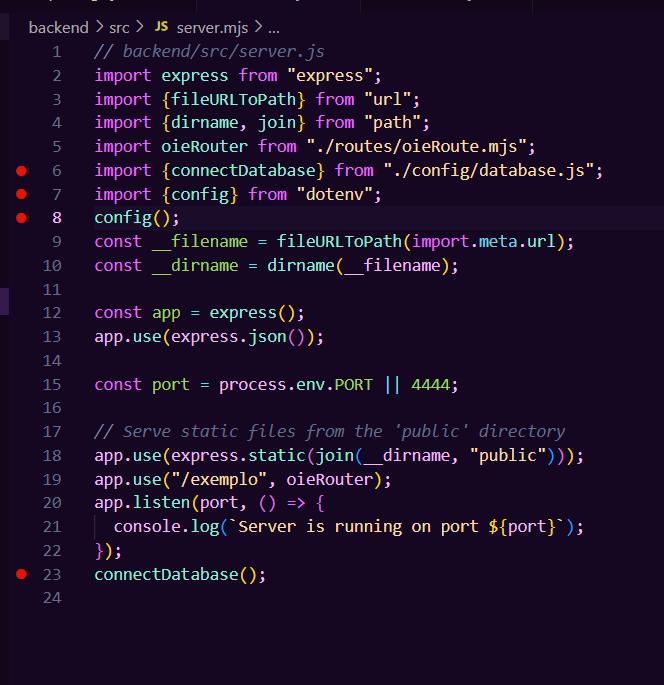 backend > src > JS server.mjs > ...
1 // backend/src/server.js
2 import express from "express";
3 import {fileURLToPath} from "url";
4 import {dirname, join} from "path";
5 import oieRouter from "./routes/oieRoute.mjs";
6 import {connectDatabase} from "./config/database.js";
7 import {config} from "dotenv";
8 config();
9 const __filename = fileURLToPath(import.meta.url);
10 const __dirname = dirname(__filename);
11
12 const app = express();
13 app.use(express.json());
14
15 const port = process.env.PORT || 4444;
16
17 // Serve static files from the 'public' directory
18 app.use(express.static(join(__dirname, "public")));
19 app.use("/exemplo", oieRouter);
20 app.listen(port, () => {
21 console.log(`Server is running on port ${port}`);
22 });
23 connectDatabase();
24